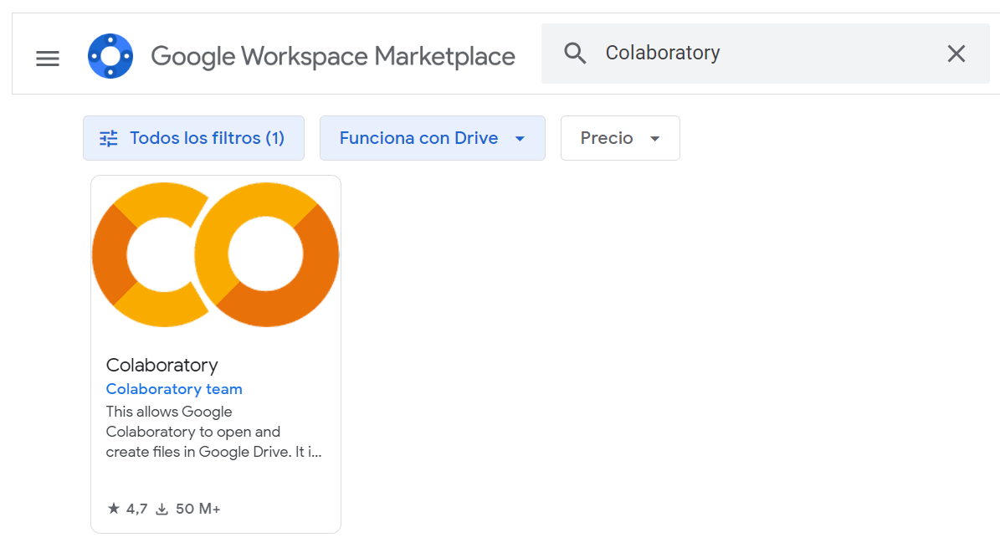 Google Workspace Marketplace
Colaboratory
Todos los filtros (1)
Funciona con Drive
Precio
Colaboratory
Colaboratory team
This allows Google
Colaboratory to open and
create files in Google Drive. It i...
4,7 50 M+